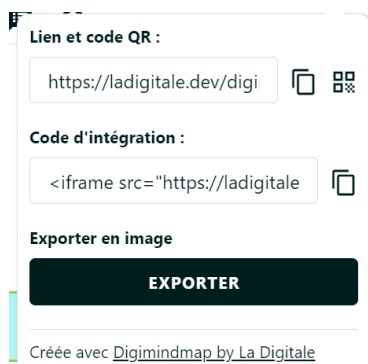 Lien et code QR :
https://ladigitale.dev/digi
Code d'intégration :
<iframe src="https://ladigitale
Exporter en image
EXPORTER
Créée avec Digimindmap by La Digitale